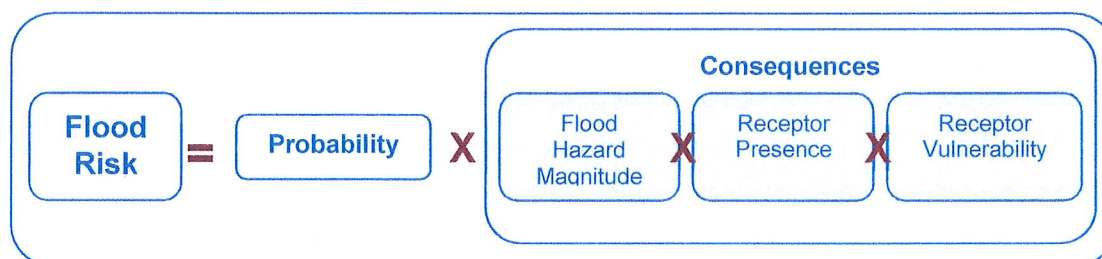 Consequences
Flood
Risk
=
Probability
X
Flood
Hazard
Magnitude
X
Receptor
Presence
X
Receptor
Vulnerability